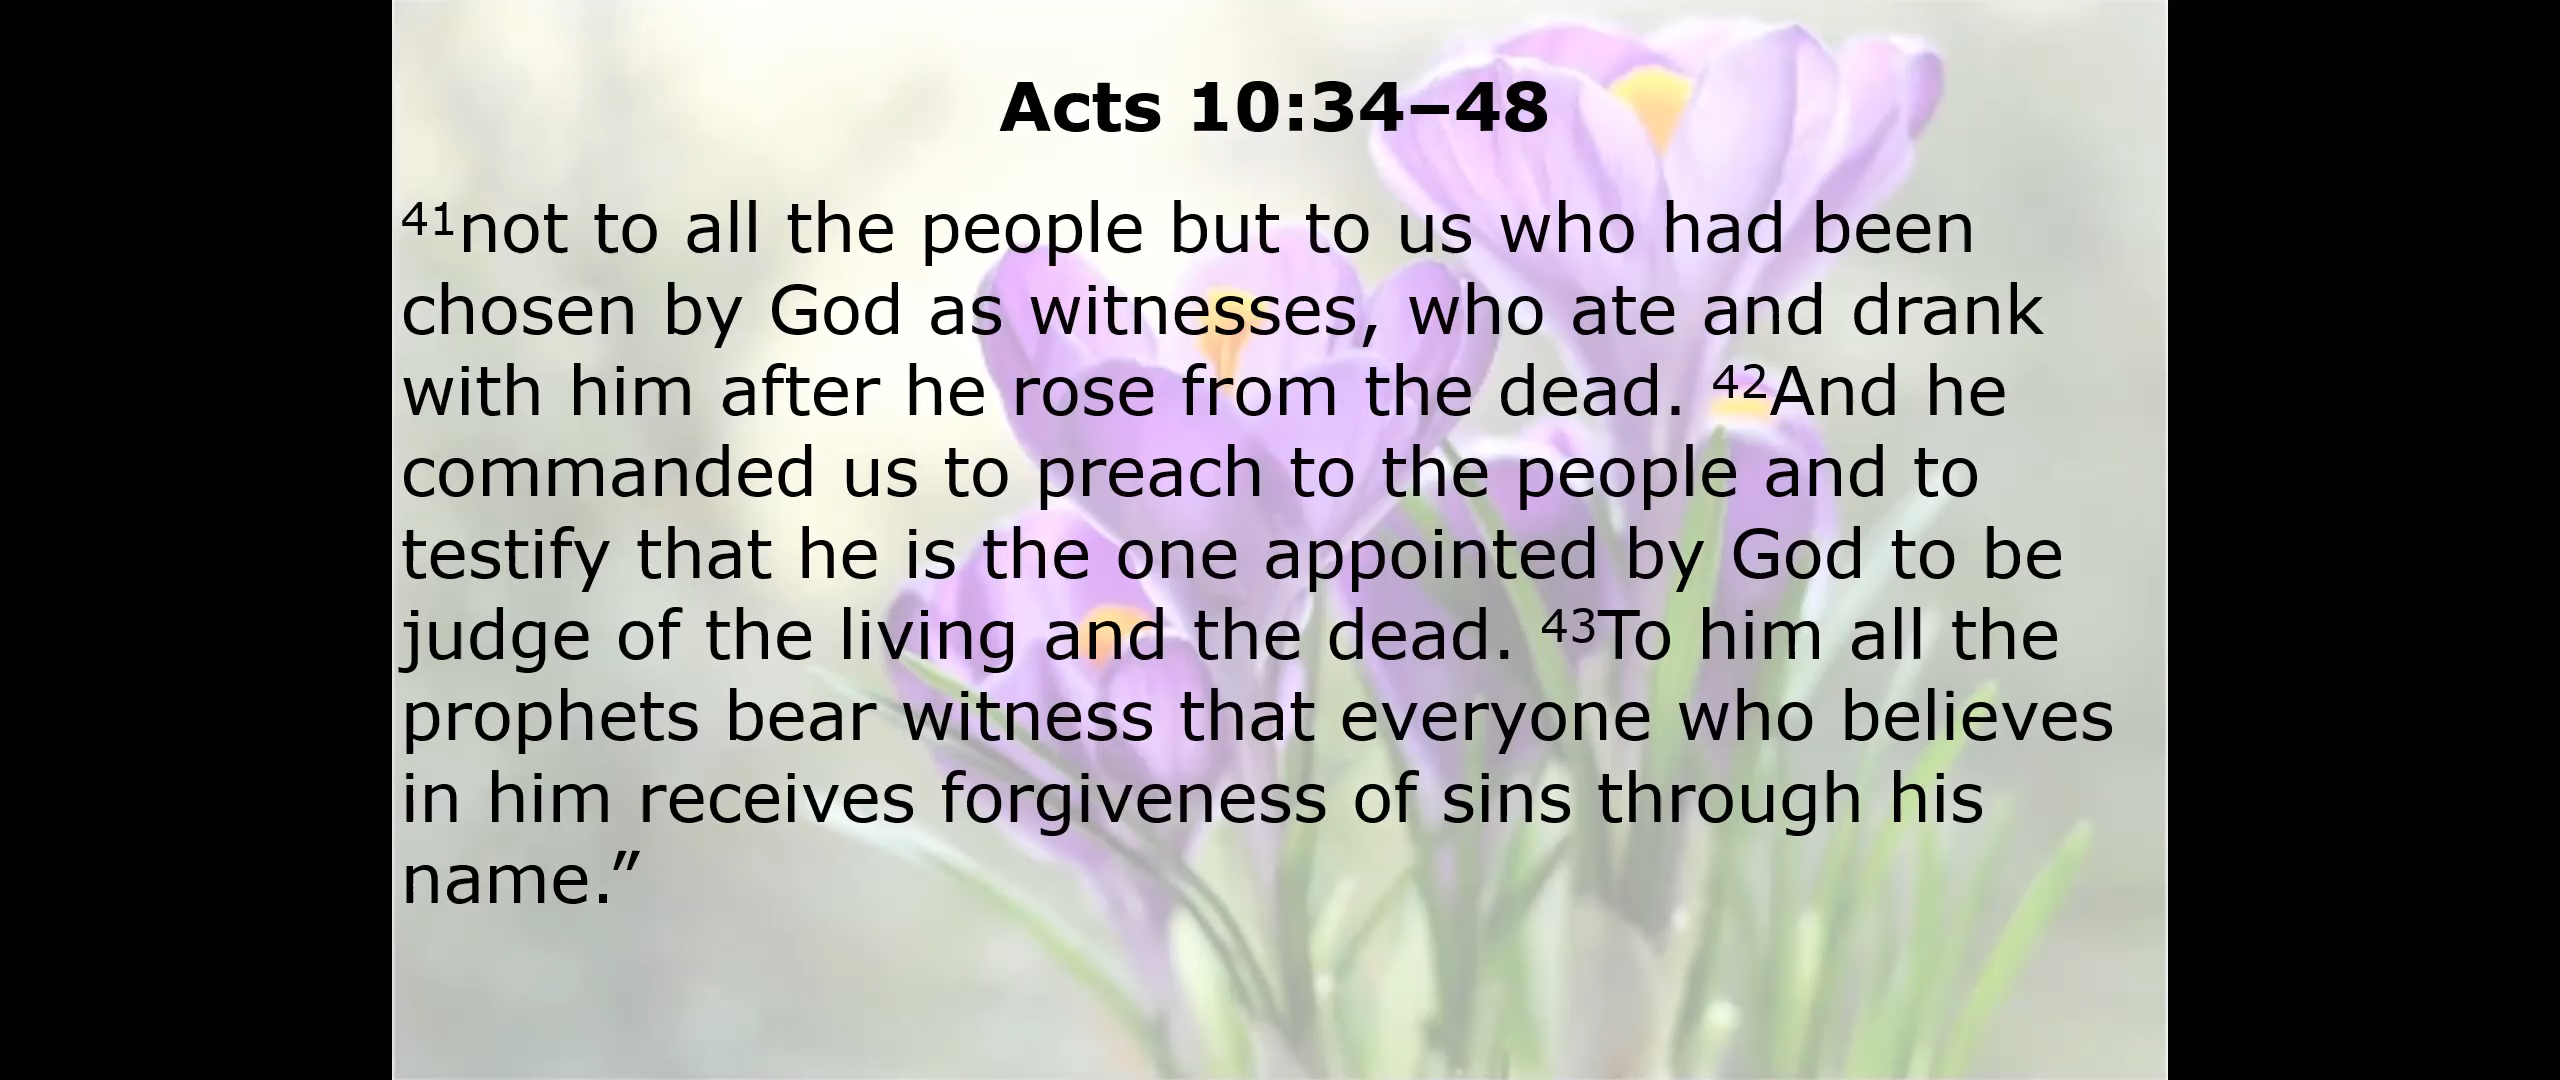 Acts 10:34–48
41not to all the people but to us who had been
chosen by God as witnesses, who ate and drank
with him after he rose from the dead. 42And he
commanded us to preach to the people and to
testify that he is the one appointed by God to be
judge of the living and the dead. 43To him all the
prophets bear witness that everyone who believes
in him receives forgiveness of sins through his
name.”